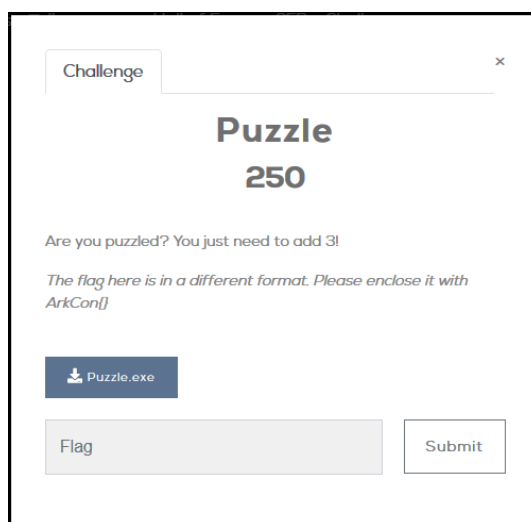 Challenge
×
Puzzle
250
Are you puzzled? You just need to add 3!
The flag here is in a different format. Please enclose it with
ArkCon{}
Puzzle.exe
Flag
Submit